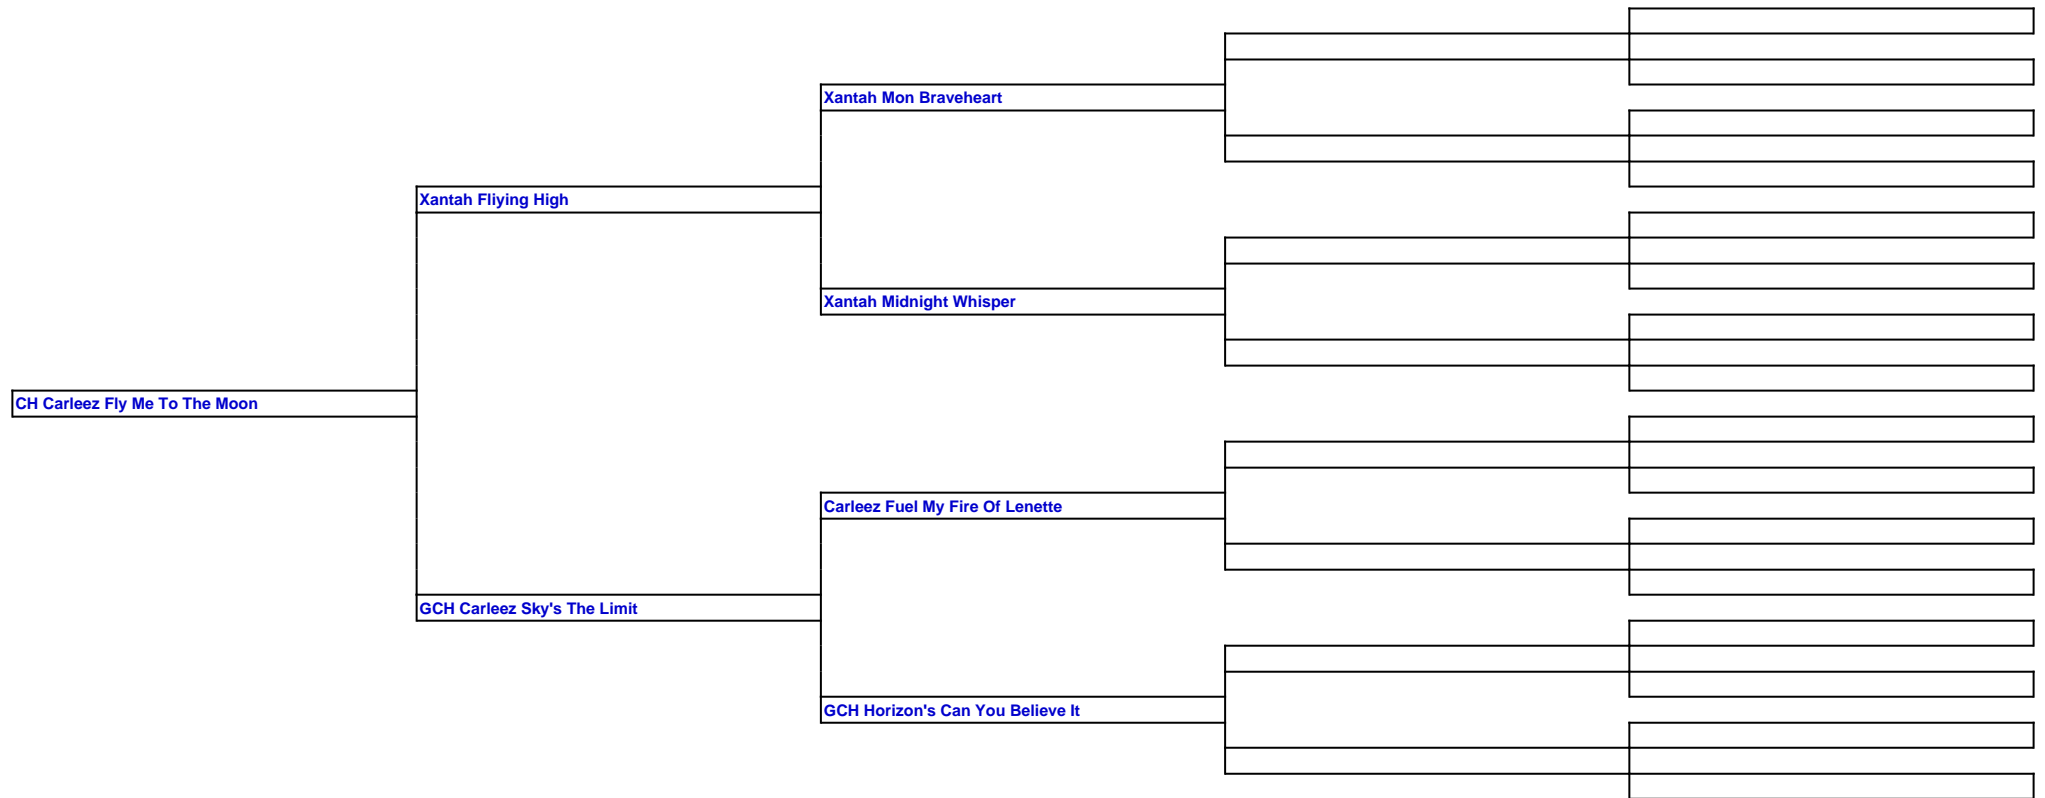 Xantah Mon Braveheart
Xantah Fliying High
Xantah Midnight Whisper
CH Carleez Fly Me To The Moon
Carleez Fuel My Fire Of Lenette
GCH Carleez Sky's The Limit
GCH Horizon's Can You Believe It